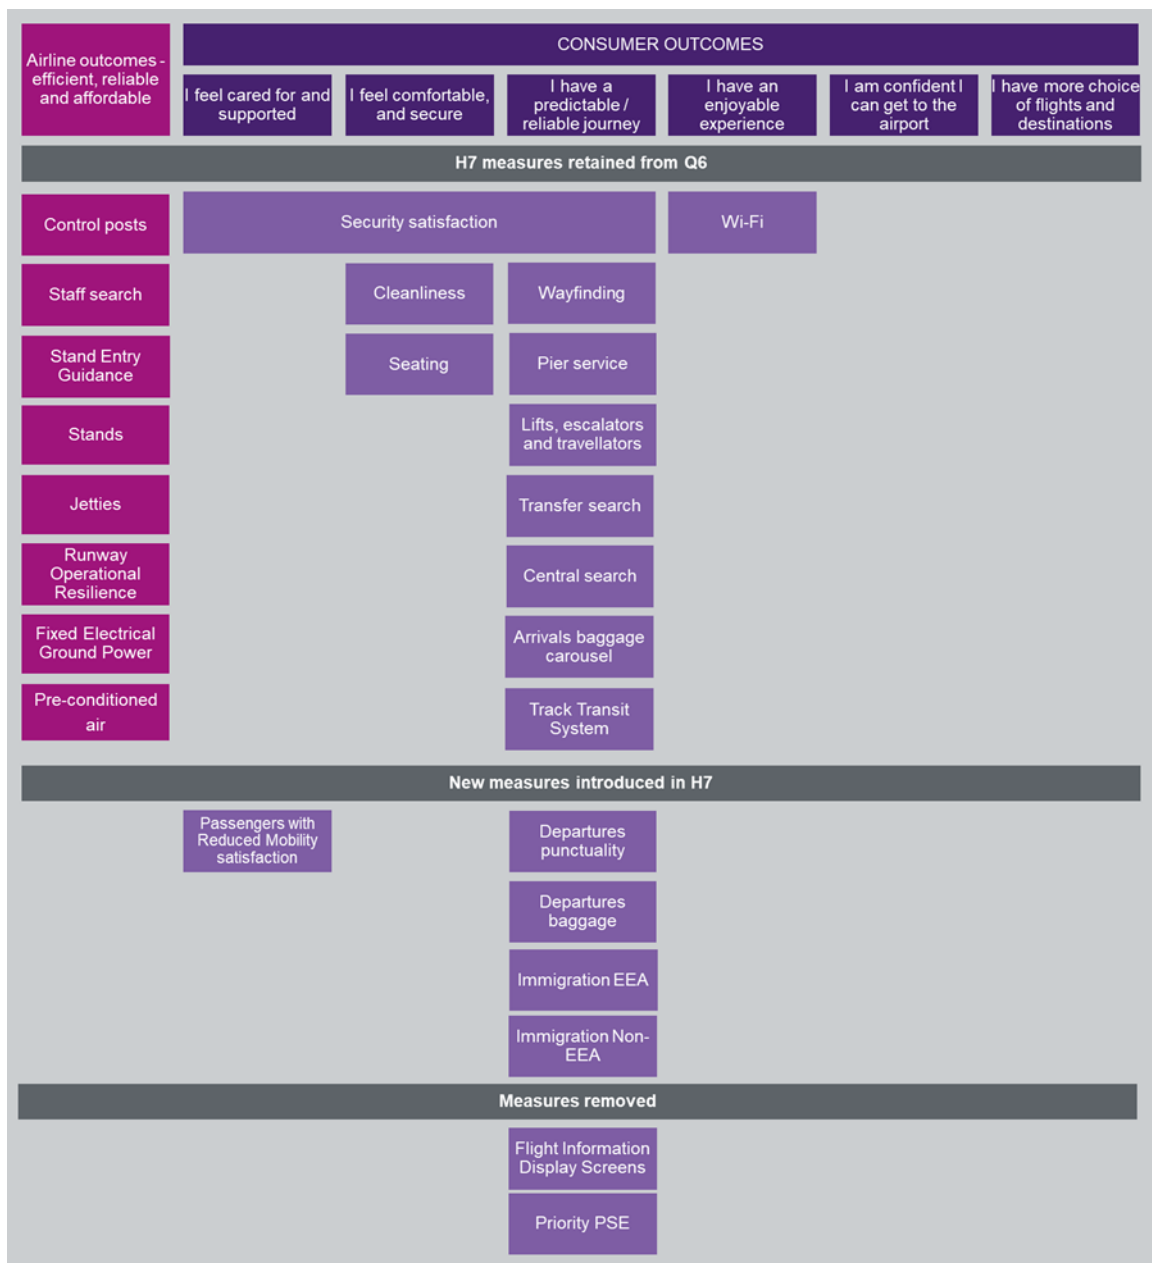 Airline outcomes -
efficient, reliable
and affordable
CONSUMER OUTCOMES
I feel cared for and
supported
I feel comfortable,
and secure
I have a
predictable /
reliable journey
I have an
enjoyable
experience
I am confident I
can get to the
airport
I have more choice
of flights and
destinations
H7 measures retained from Q6
Control posts
Security satisfaction
Wi-Fi
Staff search
Cleanliness
Wayfinding
Stand Entry
Guidance
Seating
Pier service
Stands
Lifts, escalators
and travellators
Jetties
Transfer search
Runway
Operational
Resilience
Central search
Fixed Electrical
Ground Power
Arrivals baggage
carousel
Pre-conditioned
air
Track Transit
System
New measures introduced in H7
Passengers with
Reduced Mobility
satisfaction
Departures
punctuality
Departures
baggage
Immigration EEA
Immigration Non-
EEA
Measures removed
Flight Information
Display Screens
Priority PSE